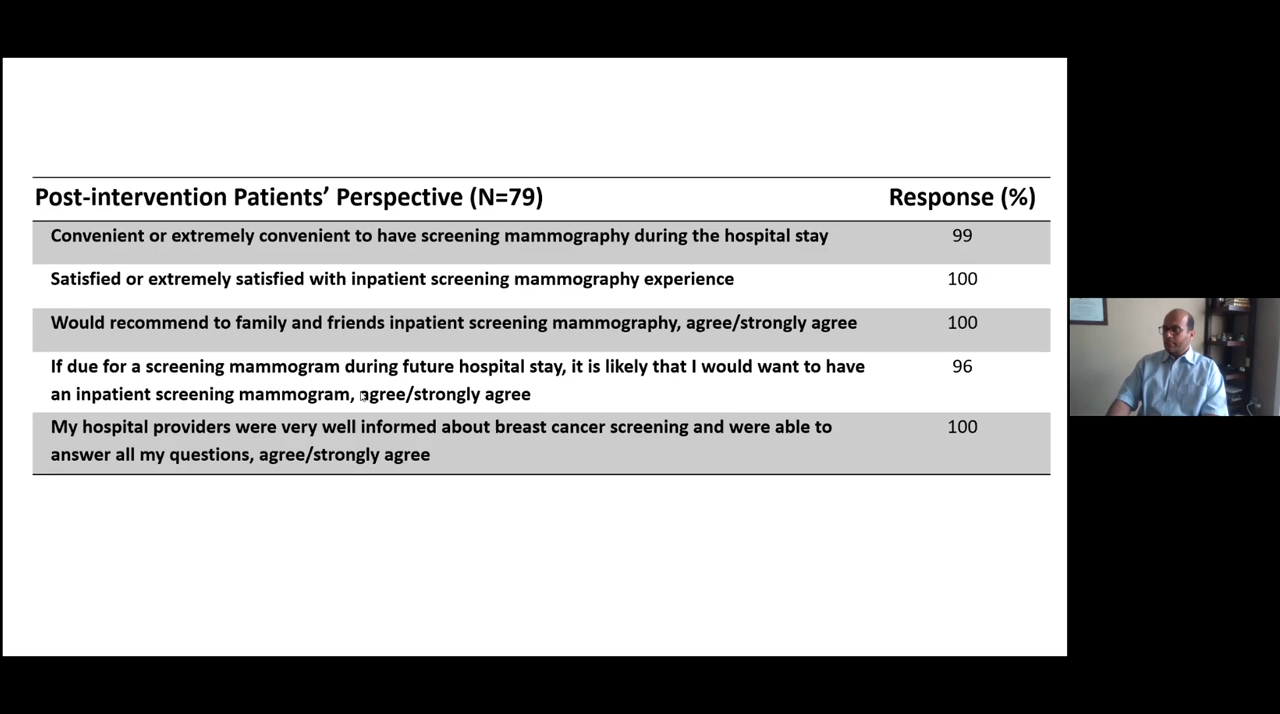 Post-intervention Patients’ Perspective (N=79) Response (%)
Convenient or extremely convenient to have screening mammography during the hospital stay 99
Satisfied or extremely satisfied with inpatient screening mammography experience 100
Would recommend to family and friends inpatient screening mammography, agree/strongly agree 100
If due for a screening mammogram during future hospital stay, it is likely that I would want to have 96
an inpatient screening mammogram, agree/strongly agree
My hospital providers were very well informed about breast cancer screening and were able to 100
answer all my questions, agree/strongly agree